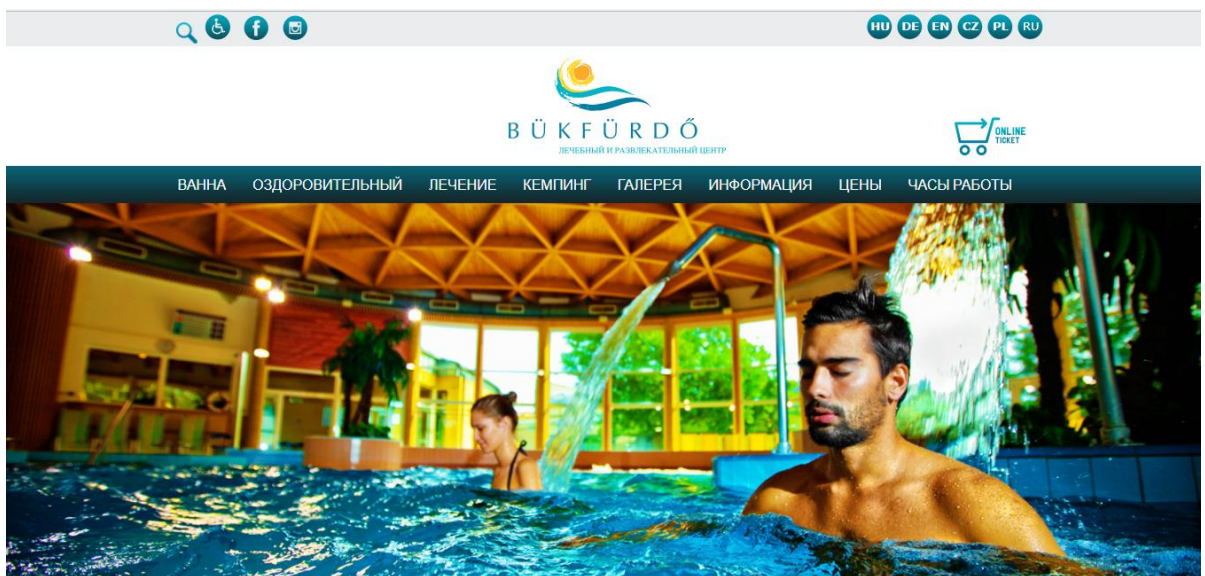 HU DE EN CZ PL RU
BÜKFÜRDŐ
ЛЕЧЕБНЫЙ И РАЗВЛЕКАТЕЛЬНЫЙ ЦЕНТР
ONLINE
TICKET
ВАННА ОЗДОРОВИТЕЛЬНЫЙ ЛЕЧЕНИЕ КЕМПИНГ ГАЛЕРЕЯ ИНФОРМАЦИЯ ЦЕНЫ ЧАСЫ РАБОТЫ